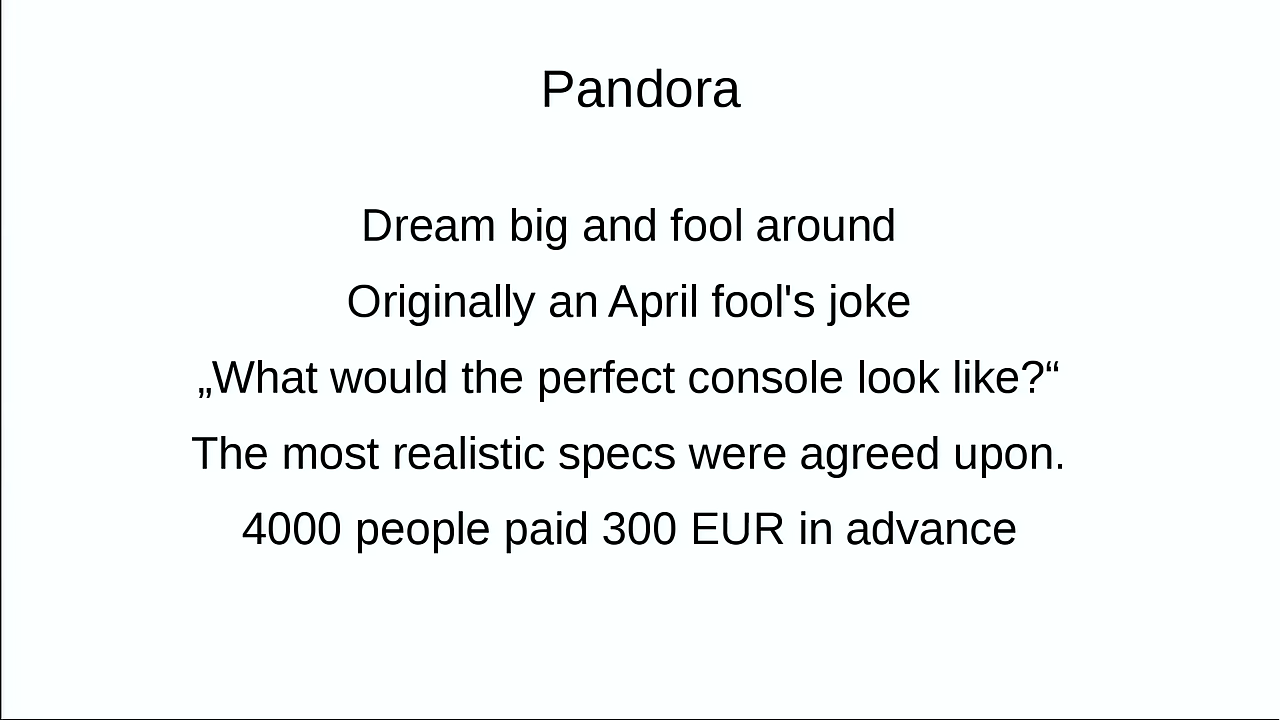 Pandora
Dream big and fool around
Originally an April fool's joke
„What would the perfect console look like?“
The most realistic specs were agreed upon.
4000 people paid 300 EUR in advance